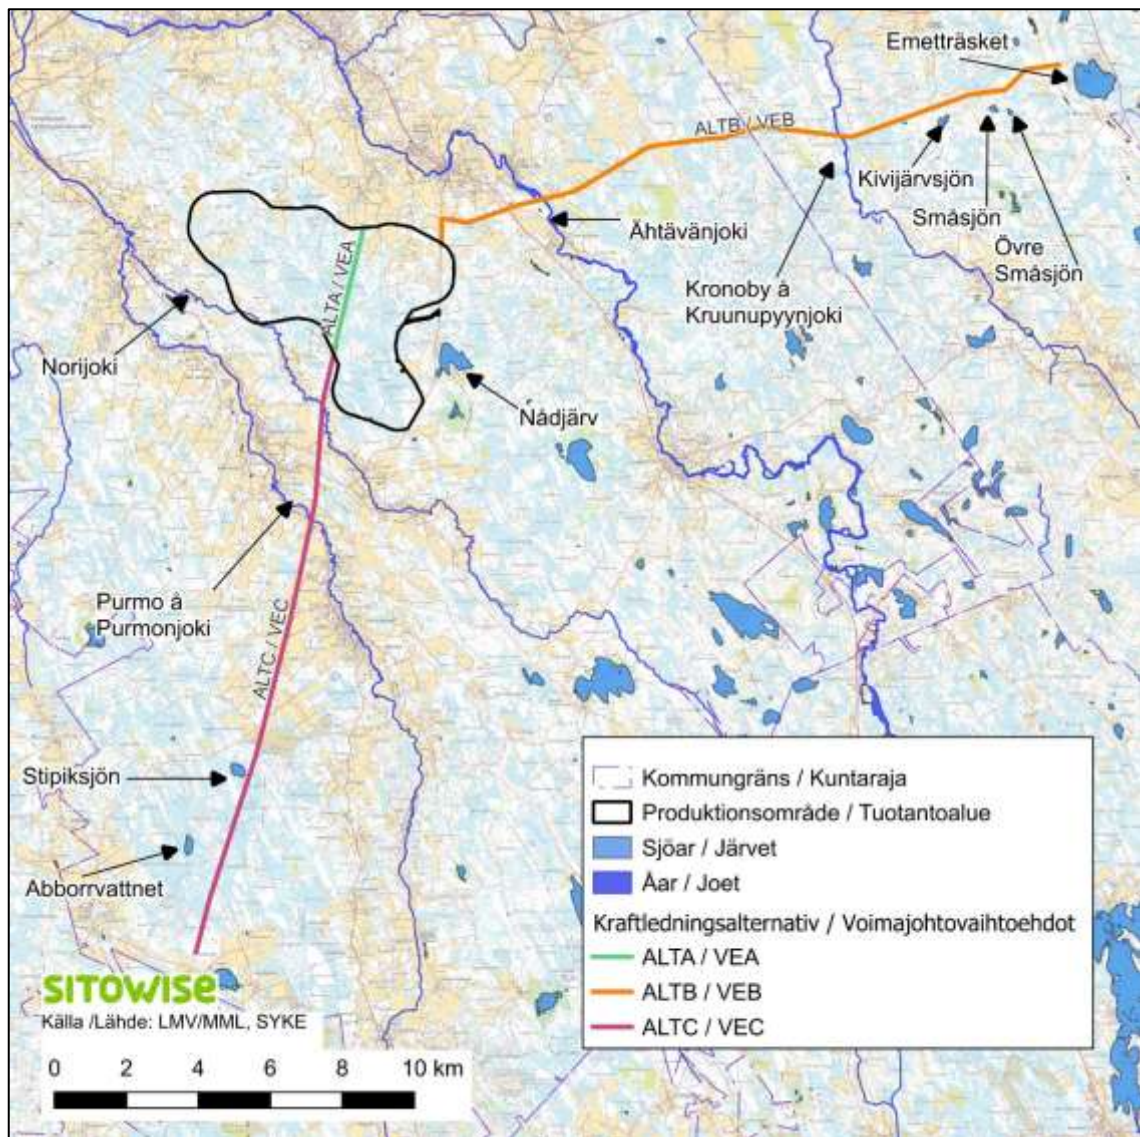 Emetträsket
ALTB / VEB
Kivijärvsjön
Småsjön
Övre
Småsjön
Ähtävänjoki
Kronoby å
Kruunupyynjoki
ALTA / VEA
Norijoki
Nådjärv
Purmo å
Purmonjoki
ALTC / VEC
Stipiksjön
Abborrvattnet
Kommungräns / Kuntaraja
Produktionsområde / Tuotantoalue
Sjöar / Järvet
Åar / Joet
Kraftledningsalternativ / Voimajohtovaihtoehdot
ALTA / VEA
ALTB / VEB
ALTC / VEC
SITOWISE
Källa /Lähde: LMV/MML, SYKE
0 2 4 6 8 10 km